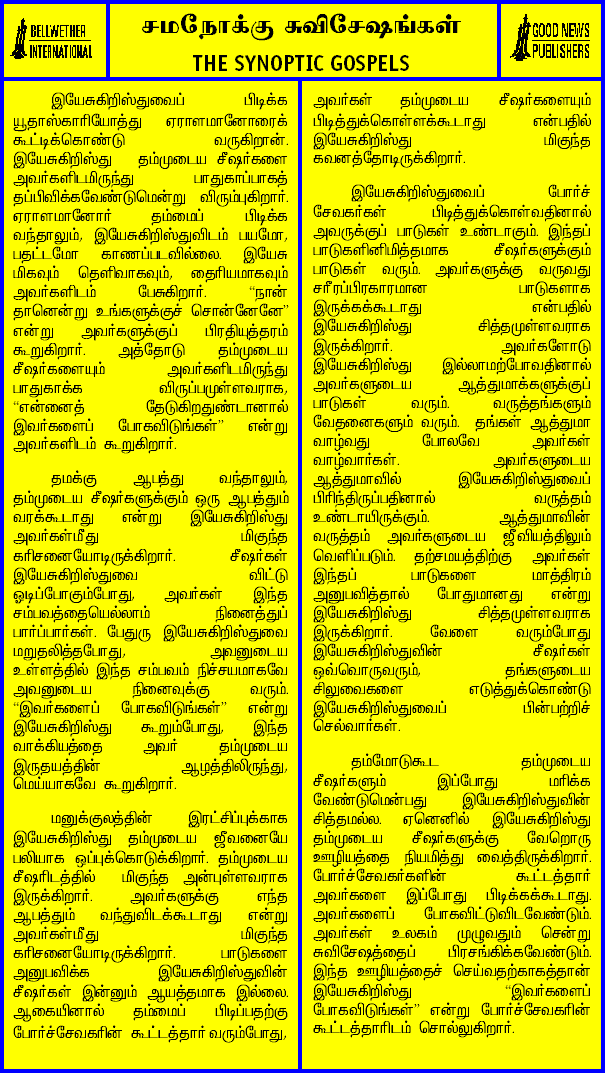 BELLWETHER
INTERNATIONAL
சமநோக்கு சுவிசேஷங்கள்
THE SYNOPTIC GOSPELS
GOOD NEWS
PUBLISHERS
இயேசுகிறிஸ்துவைப் பிடிக்க
யூதாஸ்காரியோத்து ஏராளமானோரைக்
கூட்டிக்கொண்டு வருகிறான்.
இயேசுகிறிஸ்து தம்முடைய சீஷர்களை
அவர்களிடமிருந்து பாதுகாப்பாகத்
தப்பிவிக்கவேண்டுமென்று விரும்புகிறார்.
ஏராளமானோர் தம்மைப் பிடிக்க
வந்தாலும், இயேசுகிறிஸ்துவிடம் பயமோ,
பதட்டமோ காணப்படவில்லை. இயேசு
மிகவும் தெளிவாகவும், தைரியமாகவும்
அவர்களிடம் பேசுகிறார். “நான்
தானென்று உங்களுக்குச் சொன்னேனே”
என்று அவர்களுக்குப் பிரதியுத்தரம்
கூறுகிறார். அத்தோடு தம்முடைய
சீஷர்களையும் அவர்களிடமிருந்து
பாதுகாக்க விருப்பமுள்ளவராக,
“என்னைத் தேடுகிறதுண்டானால்
இவர்களைப் போகவிடுங்கள்” என்று
அவர்களிடம் கூறுகிறார்.
தமக்கு ஆபத்து வந்தாலும்,
தம்முடைய சீஷர்களுக்கும் ஒரு ஆபத்தும்
வரக்கூடாது என்று இயேசுகிறிஸ்து
அவர்கள்மீது மிகுந்த
கரிசனையோடிருக்கிறார். சீஷர்கள்
இயேசுகிறிஸ்துவை விட்டு
ஓடிப்போகும்போது, அவர்கள் இந்த
சம்பவத்தையெல்லாம் நினைத்துப்
பார்ப்பார்கள். பேதுரு இயேசுகிறிஸ்துவை
மறுதலித்தபோது, அவனுடைய
உள்ளத்தில் இந்த சம்பவம் நிச்சயமாகவே
அவனுடைய நினைவுக்கு வரும்.
“இவர்களைப் போகவிடுங்கள்” என்று
இயேசுகிறிஸ்து கூறும்போது, இந்த
வாக்கியத்தை அவர் தம்முடைய
இருதயத்தின் ஆழத்திலிருந்து,
மெய்யாகவே கூறுகிறார்.
மனுக்குலத்தின் இரட்சிப்புக்காக
இயேசுகிறிஸ்து தம்முடைய ஜீவனையே
பலியாக ஒப்புக்கொடுக்கிறார். தம்முடைய
சீஷரிடத்தில் மிகுந்த அன்புள்ளவராக
இருக்கிறார். அவர்களுக்கு எந்த
ஆபத்தும் வந்துவிடக்கூடாது என்று
அவர்கள்மீது மிகுந்த
கரிசனையோடிருக்கிறார். பாடுகளை
அனுபவிக்க இயேசுகிறிஸ்துவின்
சீஷர்கள் இன்னும் ஆயத்தமாக இல்லை.
ஆகையினால் தம்மைப் பிடிப்பதற்கு
போர்ச்சேவகரின் கூட்டத்தார் வரும்போது,
அவர்கள் தம்முடைய சீஷர்களையும்
பிடித்துக்கொள்ளக்கூடாது என்பதில்
இயேசுகிறிஸ்து மிகுந்த
கவனத்தோடிருக்கிறார்.
இயேசுகிறிஸ்துவைப் போர்ச்
சேவகர்கள் பிடித்துக்கொள்வதினால்
அவருக்குப் பாடுகள் உண்டாகும். இந்தப்
பாடுகளினிமித்தமாக சீஷர்களுக்கும்
பாடுகள் வரும். அவர்களுக்கு வருவது
சரீரப்பிரகாரமான பாடுகளாக
இருக்கக்கூடாது என்பதில்
இயேசுகிறிஸ்து சித்தமுள்ளவராக
இருக்கிறார். அவர்களோடு
இயேசுகிறிஸ்து இல்லாமற்போவதினால்
அவர்களுடைய ஆத்துமாக்களுக்குப்
பாடுகள் வரும். வருத்தங்களும்
வேதனைகளும் வரும். தங்கள் ஆத்துமா
வாழ்வது போலவே அவர்கள்
வாழ்வார்கள். அவர்களுடைய
ஆத்துமாவில் இயேசுகிறிஸ்துவைப்
பிரிந்திருப்பதினால் வருத்தம்
உண்டாயிருக்கும். ஆத்துமாவின்
வருத்தம் அவர்களுடைய ஜீவியத்திலும்
வெளிப்படும். தற்சமயத்திற்கு அவர்கள்
இந்தப் பாடுகளை மாத்திரம்
அனுபவித்தால் போதுமானது என்று
இயேசுகிறிஸ்து சித்தமுள்ளவராக
இருக்கிறார். வேளை வரும்போது
இயேசுகிறிஸ்துவின் சீஷர்கள்
ஒவ்வொருவரும், தங்களுடைய
சிலுவைகளை எடுத்துக்கொண்டு
இயேசுகிறிஸ்துவைப் பின்பற்றிச்
செல்வார்கள்.
தம்மோடுகூட தம்முடைய
சீஷர்களும் இப்போது மரிக்க
வேண்டுமென்பது இயேசுகிறிஸ்துவின்
சித்தமல்ல. ஏனெனில் இயேசுகிறிஸ்து
தம்முடைய சீஷர்களுக்கு வேறொரு
ஊழியத்தை நியமித்து வைத்திருக்கிறார்.
போர்ச்சேவகர்களின் கூட்டத்தார்
அவர்களை இப்போது பிடிக்கக்கூடாது.
அவர்களைப் போகவிட்டுவிடவேண்டும்.
அவர்கள் உலகம் முழுவதும் சென்று
சுவிசேஷத்தைப் பிரசங்கிக்கவேண்டும்.
இந்த ஊழியத்தைச் செய்வதற்காகத்தான்
இயேசுகிறிஸ்து “இவர்களைப்
போகவிடுங்கள்” என்று போர்ச்சேவகரின்
கூட்டத்தாரிடம் சொல்லுகிறார்.